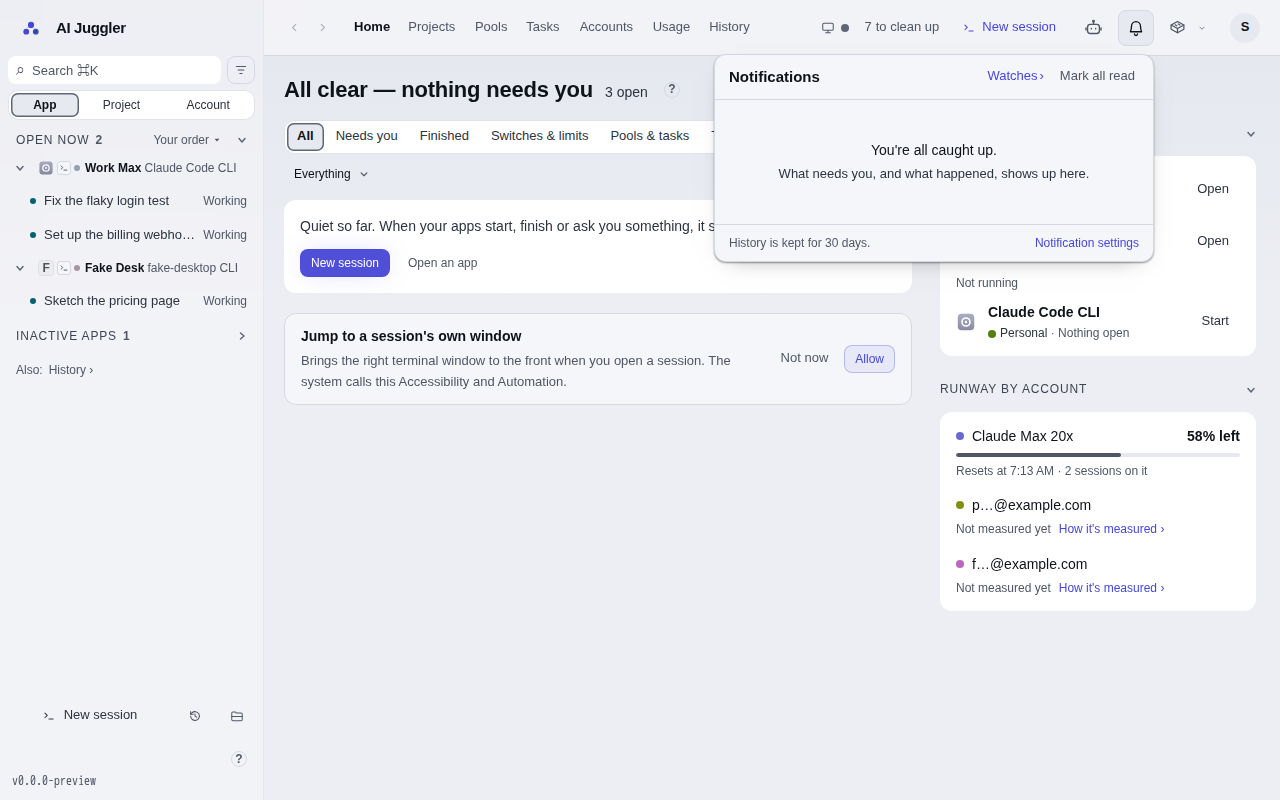 AI Juggler
Search ⌘K
App
Project
Account
OPEN NOW 2
Your order
Work Max Claude Code CLI
Fix the flaky login test
Working
Set up the billing webho…
Working
F
Fake Desk fake-desktop CLI
Sketch the pricing page
Working
INACTIVE APPS 1
Also: History ›
New session
?
v0.0.0-preview
Home
Projects
Pools
Tasks
Accounts
Usage
History
7 to clean up
New session
S
All clear — nothing needs you
3 open
?
All
Needs you
Finished
Switches & limits
Pools & tasks
Everything
Quiet so far. When your apps start, finish or ask you something, it s
New session
Open an app
Jump to a session's own window
Brings the right terminal window to the front when you open a session. The
system calls this Accessibility and Automation.
Not now
Allow
Notifications
Watches ›
Mark all read
You're all caught up.
What needs you, and what happened, shows up here.
History is kept for 30 days.
Notification settings
Open
Open
Not running
Claude Code CLI
Personal · Nothing open
Start
RUNWAY BY ACCOUNT
Claude Max 20x
58% left
Resets at 7:13 AM · 2 sessions on it
p…@example.com
Not measured yet
How it's measured ›
f…@example.com
Not measured yet
How it's measured ›